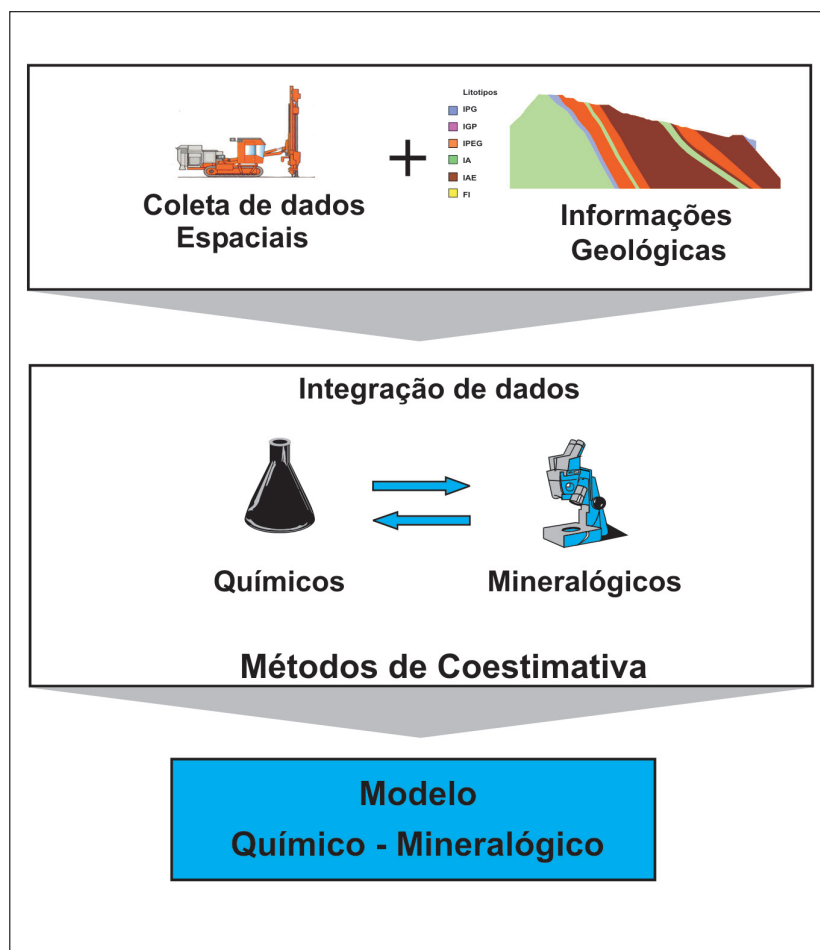 Litotipos
IPG
IGP
IPEG
IA
IAE
FI
Coleta de dados
Espaciais
+
Informações
Geológicas
Integração de dados
Químicos
Mineralógicos
Métodos de Coestimativa
Modelo
Químico - Mineralógico